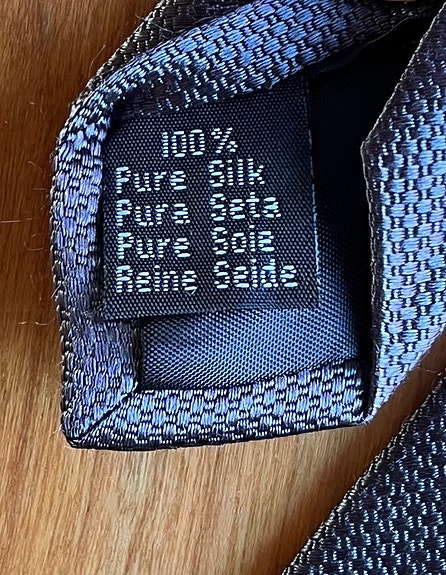 100%
Pure Silk
Pura Seta
Pure Soie
Reine Seide